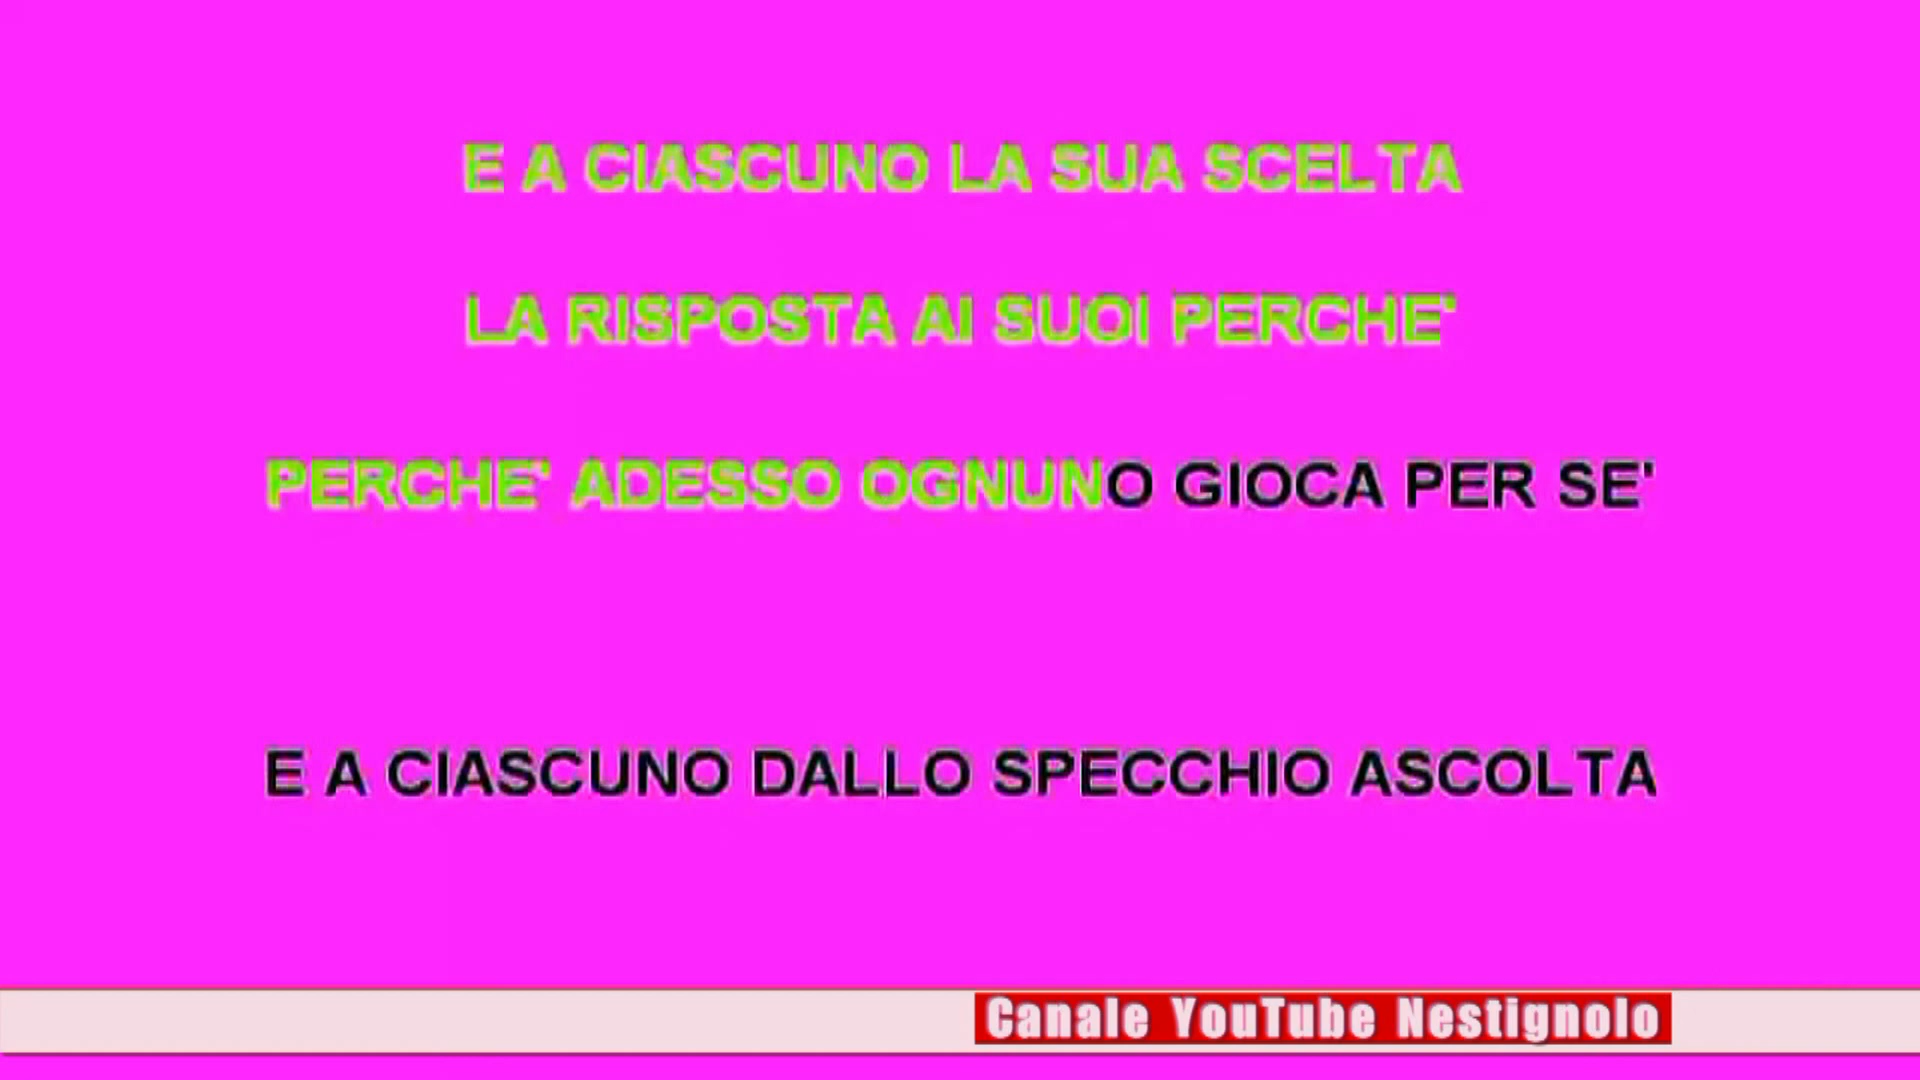 E A CIASCUNO LA SUA SCELTA
LA RISPOSTA AI SUOI PERCHE'
PERCHE' ADESSO OGNUNO GIOCA PER SE'
E A CIASCUNO DALLO SPECCHIO ASCOLTA
Canale YouTube Nestignolo